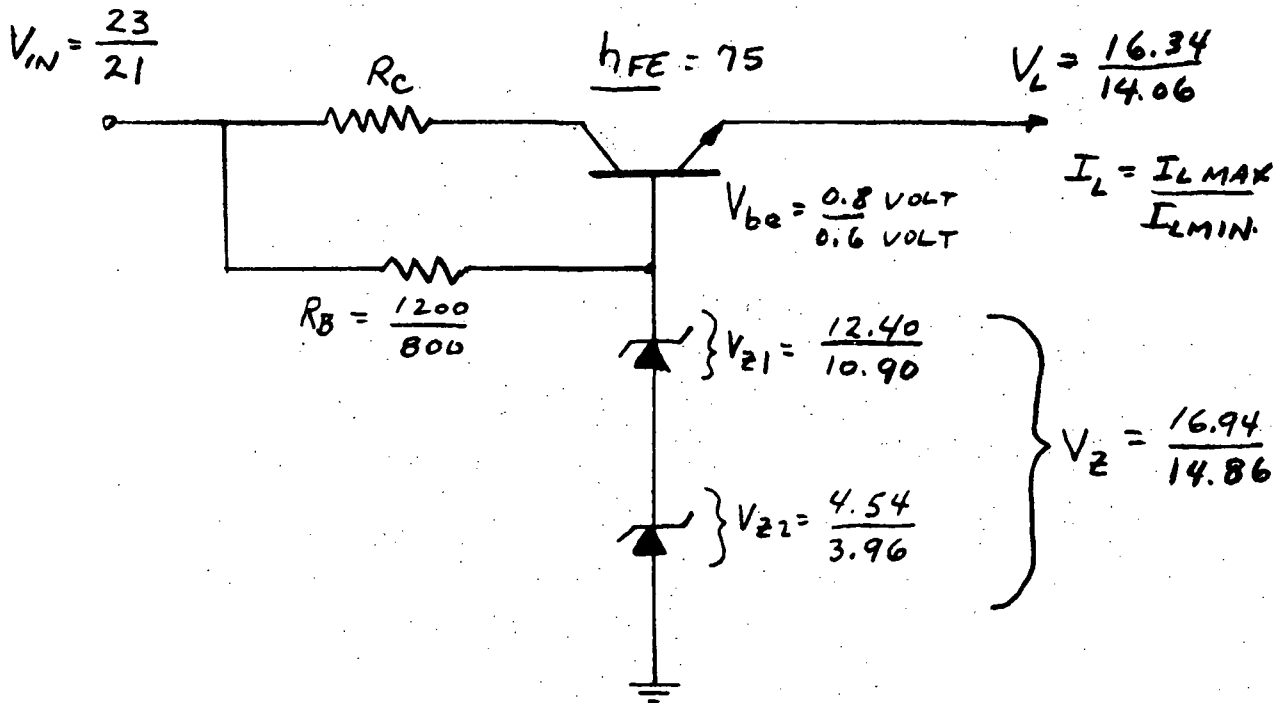 V_IN = 23/21
R_C
h_FE = 75
V_L = 16.34/14.06
I_L = I_L MAX/I_LMIN.
V_be = 0.8 VOLT/0.6 VOLT
R_B = 1200/800
V_Z1 = 12.40/10.90
V_Z = 16.94/14.86
V_Z2 = 4.54/3.96